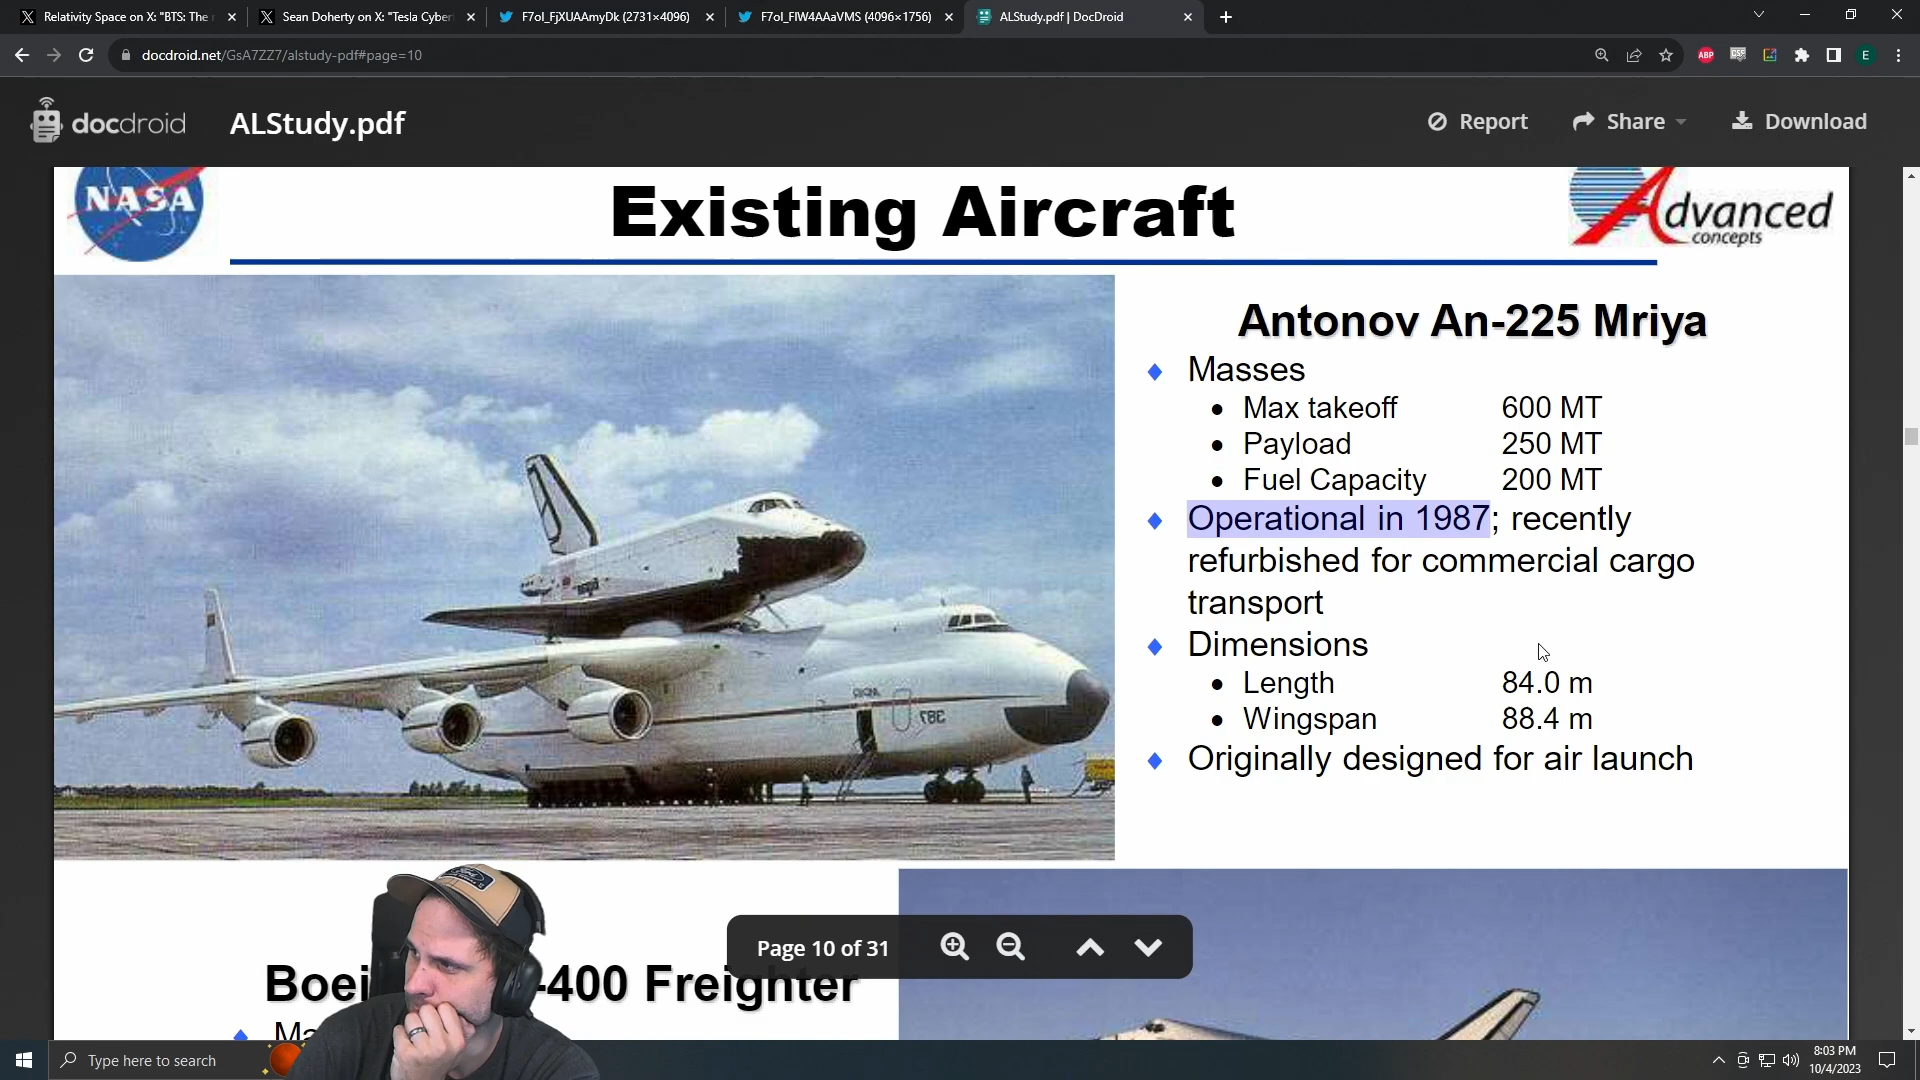 Relativity Space on X: "BTS: The
Sean Doherty on X: "Tesla Cyber
F7ol_FjXUAAmyDk (2731×4096)
F7ol_FIW4AAaVMS (4096×1756)
ALStudy.pdf | DocDroid
docdroid.net/GsA7ZZ7/alstudy-pdf#page=10
ABP
E
docdroid
ALStudy.pdf
Report
Share
Download
NASA
Existing Aircraft
Advanced
concepts
Antonov An-225 Mriya
Masses
Max takeoff 600 MT
Payload 250 MT
Fuel Capacity 200 MT
Operational in 1987; recently
refurbished for commercial cargo
transport
Dimensions
Length 84.0 m
Wingspan 88.4 m
Originally designed for air launch
Page 10 of 31
Boei -400 Freighter
Ma
Type here to search
8:03 PM
10/4/2023